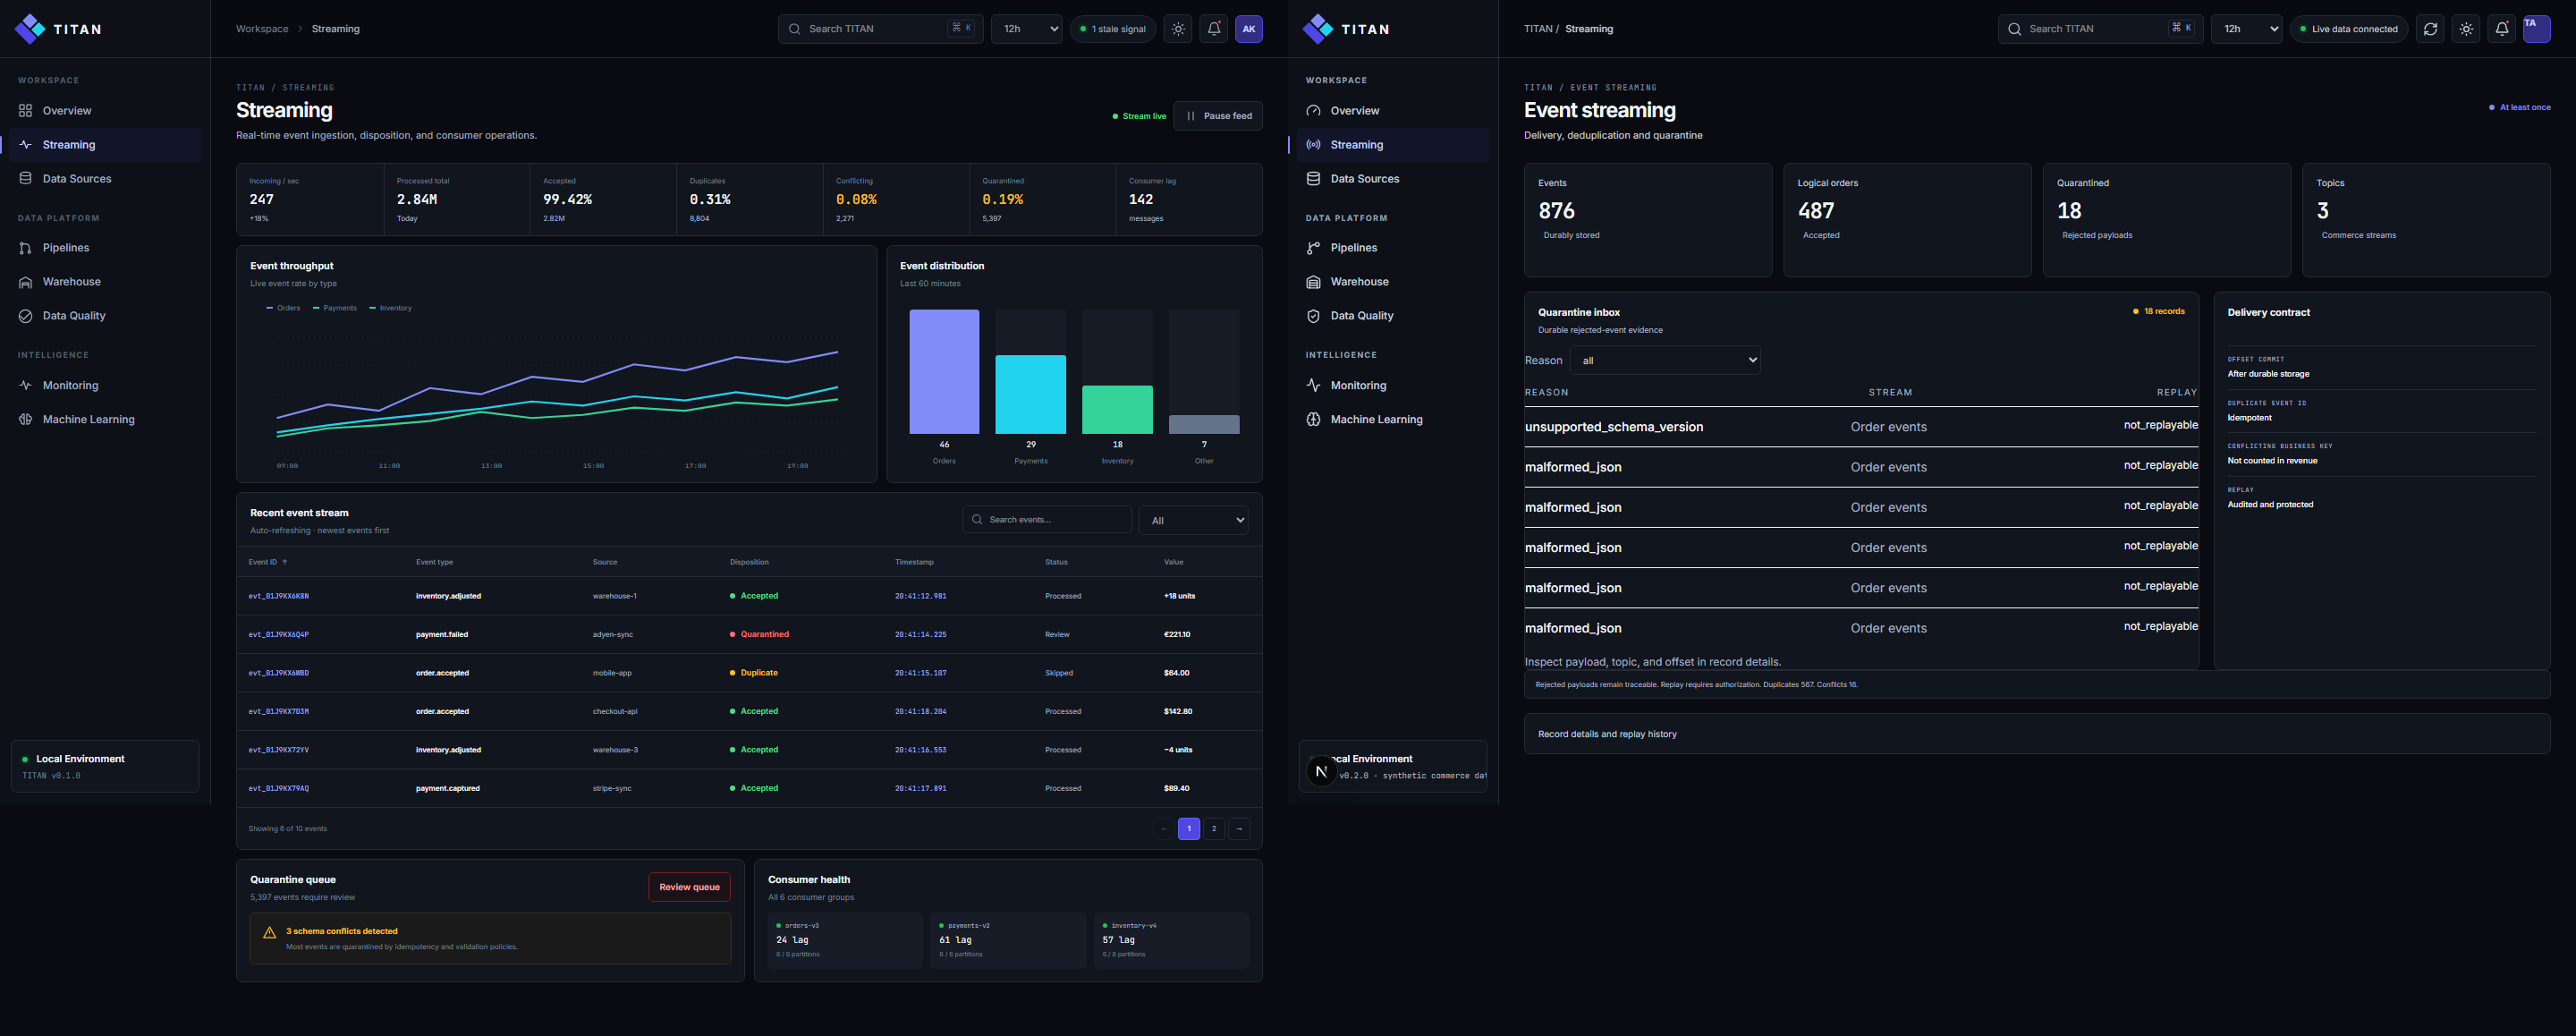 TITAN
WORKSPACE
Overview
Streaming
Data Sources
DATA PLATFORM
Pipelines
Warehouse
Data Quality
INTELLIGENCE
Monitoring
Machine Learning
Local Environment
TITAN v0.1.0
Workspace > Streaming
Search TITAN ⌘ K
12h
1 stale signal
AK
TITAN / STREAMING
Streaming
Real-time event ingestion, disposition, and consumer operations.
Stream live
Pause feed
Incoming / sec
247
+18%
Processed total
2.84M
Today
Accepted
99.42%
2.82M
Duplicates
0.31%
8,804
Conflicting
0.08%
2,271
Quarantined
0.19%
5,397
Consumer lag
142
messages
Event throughput
Live event rate by type
Orders Payments Inventory
09:00 11:00 13:00 15:00 17:00 19:00
Event distribution
Last 60 minutes
46 29 18 7
Orders Payments Inventory Other
Recent event stream
Auto-refreshing · newest events first
Search events...
All
Event ID ↑ Event type Source Disposition Timestamp Status Value
evt_01J9KX6K8N inventory.adjusted warehouse-1 Accepted 20:41:12.981 Processed +18 units
evt_01J9KX6Q4P payment.failed adyen-sync Quarantined 20:41:14.225 Review €221.10
evt_01J9KX6WBD order.accepted mobile-app Duplicate 20:41:15.107 Skipped $64.00
evt_01J9KX7D3M order.accepted checkout-api Accepted 20:41:18.204 Processed $142.80
evt_01J9KX72YV inventory.adjusted warehouse-3 Accepted 20:41:16.553 Processed −4 units
evt_01J9KX79AQ payment.captured stripe-sync Accepted 20:41:17.891 Processed $89.40
Showing 6 of 10 events
← 1 2 →
Quarantine queue
5,397 events require review
Review queue
3 schema conflicts detected
Most events are quarantined by idempotency and validation policies.
Consumer health
All 6 consumer groups
orders-v3
24 lag
6 / 6 partitions
payments-v2
61 lag
6 / 6 partitions
inventory-v4
57 lag
6 / 6 partitions
TITAN
WORKSPACE
Overview
Streaming
Data Sources
DATA PLATFORM
Pipelines
Warehouse
Data Quality
INTELLIGENCE
Monitoring
Machine Learning
N
cal Environment
v0.2.0 · synthetic commerce dat
TITAN / Streaming
Search TITAN ⌘ K
12h
Live data connected
TA
TITAN / EVENT STREAMING
Event streaming
Delivery, deduplication and quarantine
At least once
Events
876
Durably stored
Logical orders
487
Accepted
Quarantined
18
Rejected payloads
Topics
3
Commerce streams
Quarantine inbox
Durable rejected-event evidence
18 records
Reason all
REASON STREAM REPLAY
unsupported_schema_version Order events not_replayable
malformed_json Order events not_replayable
malformed_json Order events not_replayable
malformed_json Order events not_replayable
malformed_json Order events not_replayable
malformed_json Order events not_replayable
Inspect payload, topic, and offset in record details.
Delivery contract
OFFSET COMMIT
After durable storage
DUPLICATE EVENT ID
Idempotent
CONFLICTING BUSINESS KEY
Not counted in revenue
REPLAY
Audited and protected
Rejected payloads remain traceable. Replay requires authorization. Duplicates 567. Conflicts 16.
Record details and replay history